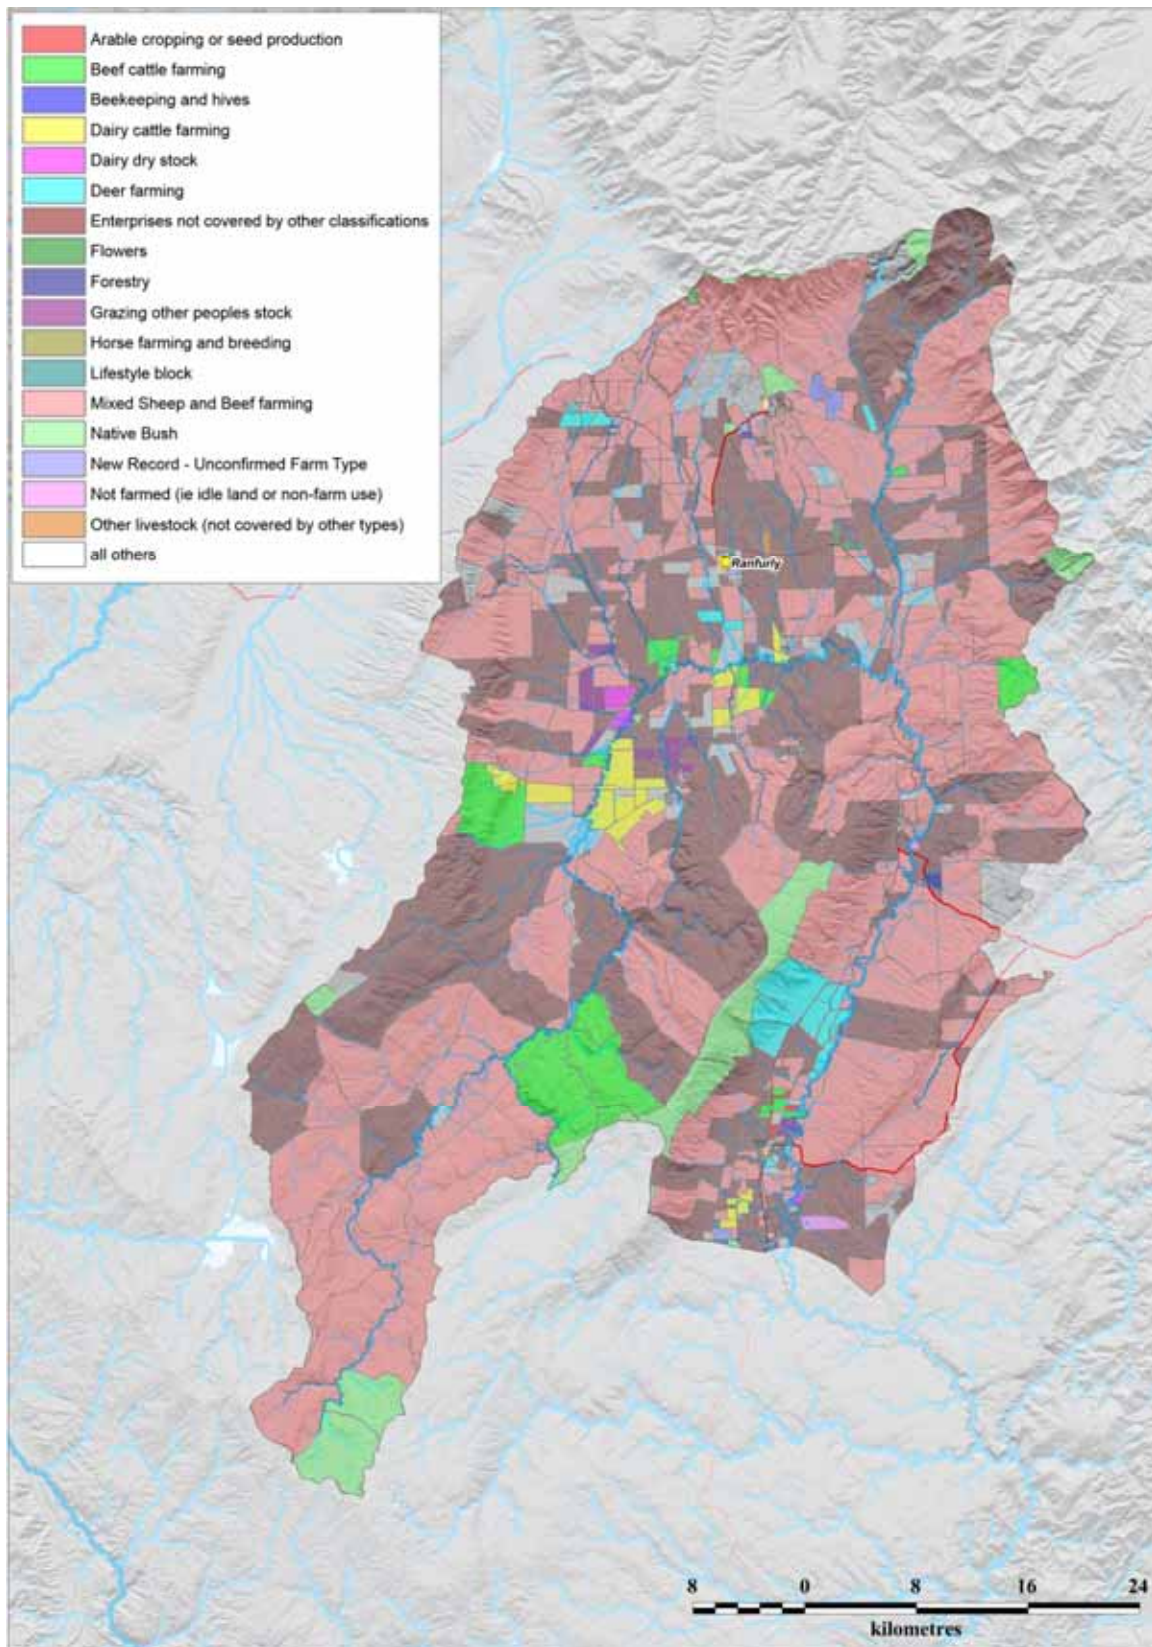 Arable cropping or seed production
Beef cattle farming
Beekeeping and hives
Dairy cattle farming
Dairy dry stock
Deer farming
Enterprises not covered by other classifications
Flowers
Forestry
Grazing other peoples stock
Horse farming and breeding
Lifestyle block
Mixed Sheep and Beef farming
Native Bush
New Record - Unconfirmed Farm Type
Not farmed (ie idle land or non-farm use)
Other livestock (not covered by other types)
all others
Ranfurly
8 0 8 16 24
kilometres